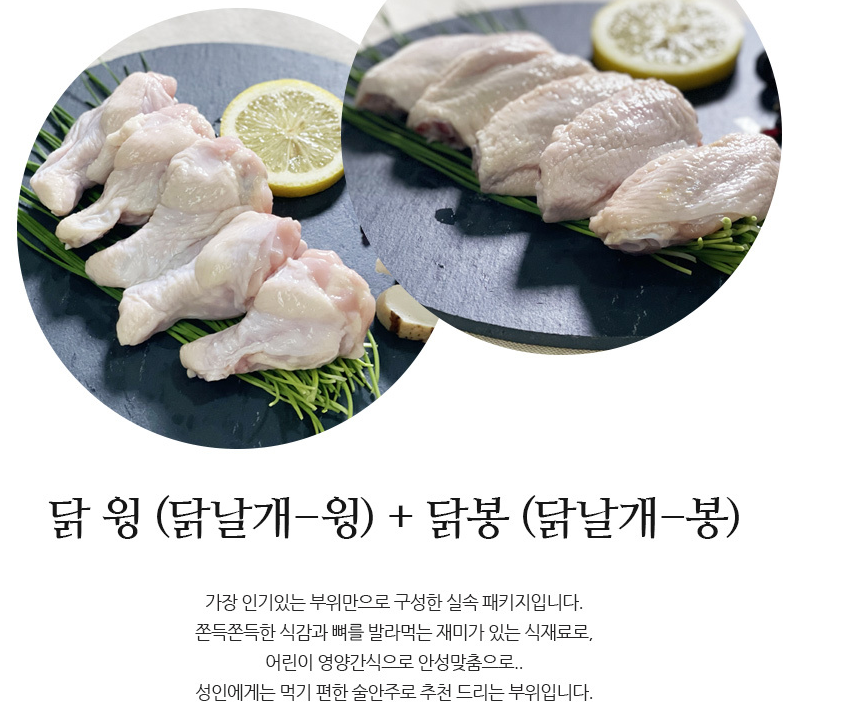 닭 윙 (닭날개-윙) + 닭봉 (닭날개-봉)
가장 인기있는 부위만으로 구성한 실속 패키지입니다.
쫀득쫀득한 식감과 뼈를 발라먹는 재미가 있는 식재료로,
어린이 영양간식으로 안성맞춤으로..
성인에게는 먹기 편한 술안주로 추천 드리는 부위입니다.